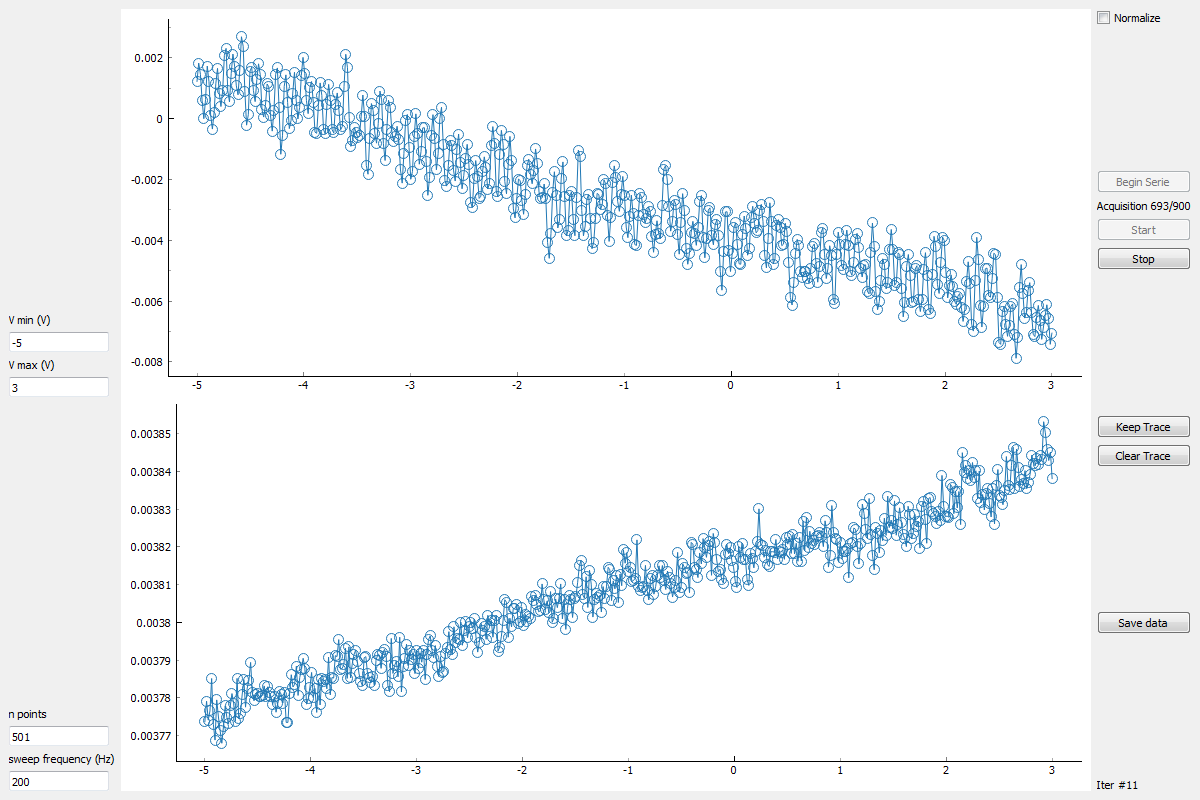 Normalize
0.002
0
-0.002
-0.004
-0.006
-0.008
-5 -4 -3 -2 -1 0 1 2 3
Begin Serie
Acquisition 693/900
Start
Stop
V min (V)
-5
V max (V)
3
0.00385
0.00384
0.00383
0.00382
0.00381
0.0038
0.00379
0.00378
0.00377
-5 -4 -3 -2 -1 0 1 2 3
Keep Trace
Clear Trace
Save data
n points
501
sweep frequency (Hz)
200
Iter #11